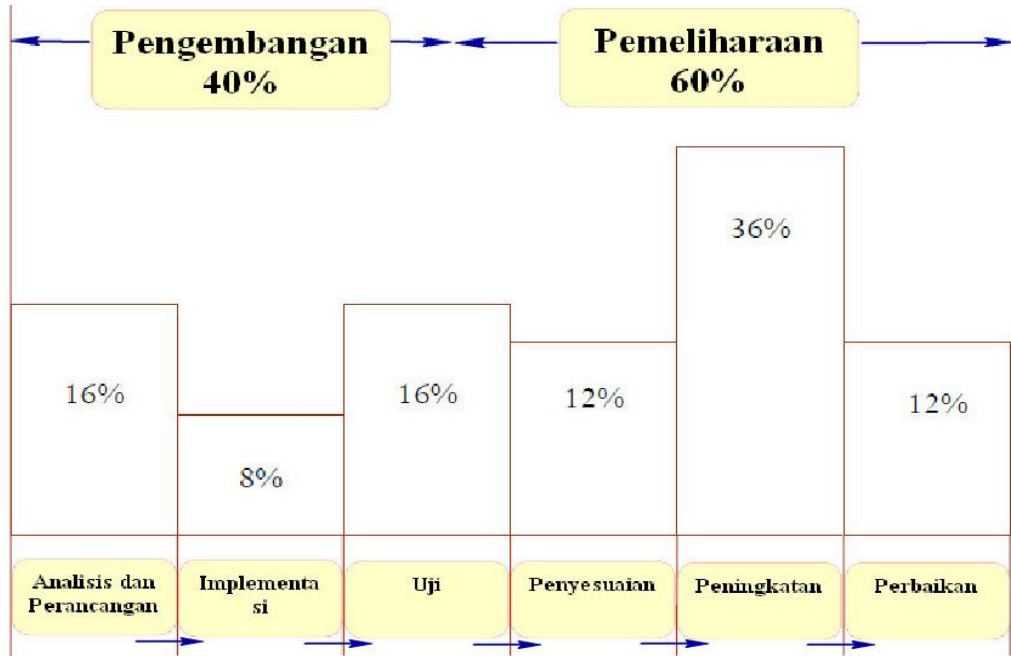 Pengembangan
40%
Pemeliharaan
60%
16%
8%
16%
12%
36%
12%
Analisis dan
Perancangan
Implementa
si
Uji
Penyesuaian
Peningkatan
Perbaikan